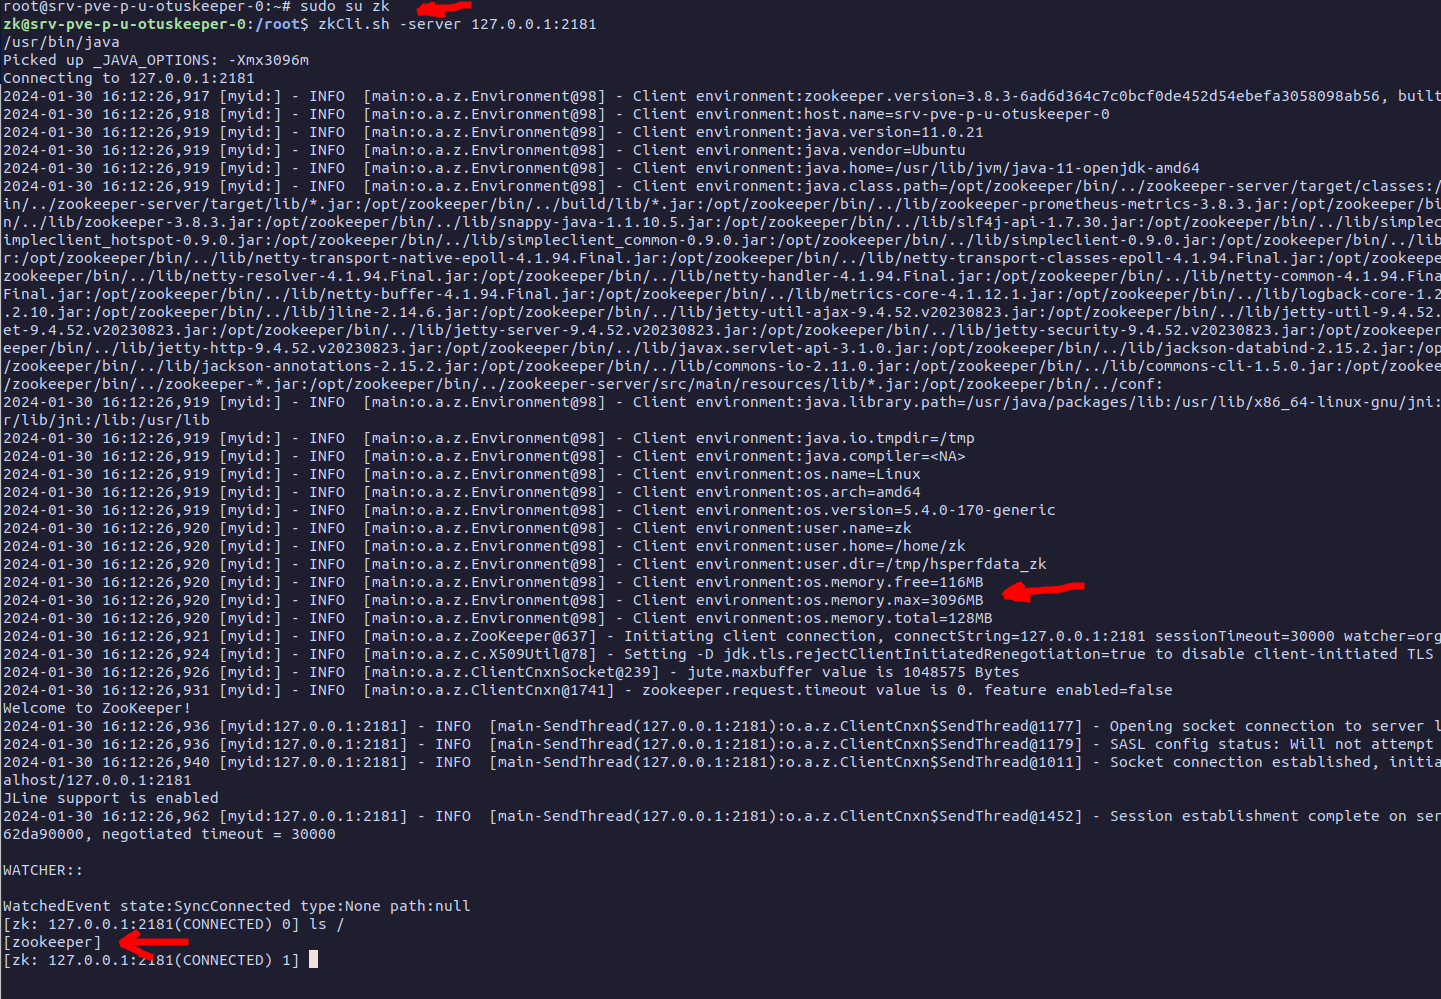 root@srv-pve-p-u-otuskeeper-0:~# sudo su zk
zk@srv-pve-p-u-otuskeeper-0:/root$ zkCli.sh -server 127.0.0.1:2181
/usr/bin/java
Picked up _JAVA_OPTIONS: -Xmx3096m
Connecting to 127.0.0.1:2181
2024-01-30 16:12:26,917 [myid:] - INFO  [main:o.a.z.Environment@98] - Client environment:zookeeper.version=3.8.3-6ad6d364c7c0bcf0de452d54ebefa3058098ab56, built
2024-01-30 16:12:26,918 [myid:] - INFO  [main:o.a.z.Environment@98] - Client environment:host.name=srv-pve-p-u-otuskeeper-0
2024-01-30 16:12:26,919 [myid:] - INFO  [main:o.a.z.Environment@98] - Client environment:java.version=11.0.21
2024-01-30 16:12:26,919 [myid:] - INFO  [main:o.a.z.Environment@98] - Client environment:java.vendor=Ubuntu
2024-01-30 16:12:26,919 [myid:] - INFO  [main:o.a.z.Environment@98] - Client environment:java.home=/usr/lib/jvm/java-11-openjdk-amd64
2024-01-30 16:12:26,919 [myid:] - INFO  [main:o.a.z.Environment@98] - Client environment:java.class.path=/opt/zookeeper/bin/../zookeeper-server/target/classes:/
in/../zookeeper-server/target/lib/*.jar:/opt/zookeeper/bin/../build/lib/*.jar:/opt/zookeeper/bin/../lib/zookeeper-prometheus-metrics-3.8.3.jar:/opt/zookeeper/bi
n/../lib/zookeeper-3.8.3.jar:/opt/zookeeper/bin/../lib/snappy-java-1.1.10.5.jar:/opt/zookeeper/bin/../lib/slf4j-api-1.7.30.jar:/opt/zookeeper/bin/../lib/simplec
impleclient_hotspot-0.9.0.jar:/opt/zookeeper/bin/../lib/simpleclient_common-0.9.0.jar:/opt/zookeeper/bin/../lib/simpleclient-0.9.0.jar:/opt/zookeeper/bin/../lib
r:/opt/zookeeper/bin/../lib/netty-transport-native-epoll-4.1.94.Final.jar:/opt/zookeeper/bin/../lib/netty-transport-classes-epoll-4.1.94.Final.jar:/opt/zookeepe
zookeeper/bin/../lib/netty-resolver-4.1.94.Final.jar:/opt/zookeeper/bin/../lib/netty-handler-4.1.94.Final.jar:/opt/zookeeper/bin/../lib/netty-common-4.1.94.Fina
Final.jar:/opt/zookeeper/bin/../lib/netty-buffer-4.1.94.Final.jar:/opt/zookeeper/bin/../lib/metrics-core-4.1.12.1.jar:/opt/zookeeper/bin/../lib/logback-core-1.2
.2.10.jar:/opt/zookeeper/bin/../lib/jline-2.14.6.jar:/opt/zookeeper/bin/../lib/jetty-util-ajax-9.4.52.v20230823.jar:/opt/zookeeper/bin/../lib/jetty-util-9.4.52.
et-9.4.52.v20230823.jar:/opt/zookeeper/bin/../lib/jetty-server-9.4.52.v20230823.jar:/opt/zookeeper/bin/../lib/jetty-security-9.4.52.v20230823.jar:/opt/zookeeper
eeper/bin/../lib/jetty-http-9.4.52.v20230823.jar:/opt/zookeeper/bin/../lib/javax.servlet-api-3.1.0.jar:/opt/zookeeper/bin/../lib/jackson-databind-2.15.2.jar:/op
/zookeeper/bin/../lib/jackson-annotations-2.15.2.jar:/opt/zookeeper/bin/../lib/commons-io-2.11.0.jar:/opt/zookeeper/bin/../lib/commons-cli-1.5.0.jar:/opt/zookee
/zookeeper/bin/../zookeeper-*.jar:/opt/zookeeper/bin/../zookeeper-server/src/main/resources/lib/*.jar:/opt/zookeeper/bin/../conf:
2024-01-30 16:12:26,919 [myid:] - INFO  [main:o.a.z.Environment@98] - Client environment:java.library.path=/usr/java/packages/lib:/usr/lib/x86_64-linux-gnu/jni:
r/lib/jni:/lib:/usr/lib
2024-01-30 16:12:26,919 [myid:] - INFO  [main:o.a.z.Environment@98] - Client environment:java.io.tmpdir=/tmp
2024-01-30 16:12:26,919 [myid:] - INFO  [main:o.a.z.Environment@98] - Client environment:java.compiler=<NA>
2024-01-30 16:12:26,919 [myid:] - INFO  [main:o.a.z.Environment@98] - Client environment:os.name=Linux
2024-01-30 16:12:26,919 [myid:] - INFO  [main:o.a.z.Environment@98] - Client environment:os.arch=amd64
2024-01-30 16:12:26,919 [myid:] - INFO  [main:o.a.z.Environment@98] - Client environment:os.version=5.4.0-170-generic
2024-01-30 16:12:26,920 [myid:] - INFO  [main:o.a.z.Environment@98] - Client environment:user.name=zk
2024-01-30 16:12:26,920 [myid:] - INFO  [main:o.a.z.Environment@98] - Client environment:user.home=/home/zk
2024-01-30 16:12:26,920 [myid:] - INFO  [main:o.a.z.Environment@98] - Client environment:user.dir=/tmp/hsperfdata_zk
2024-01-30 16:12:26,920 [myid:] - INFO  [main:o.a.z.Environment@98] - Client environment:os.memory.free=116MB
2024-01-30 16:12:26,920 [myid:] - INFO  [main:o.a.z.Environment@98] - Client environment:os.memory.max=3096MB
2024-01-30 16:12:26,920 [myid:] - INFO  [main:o.a.z.Environment@98] - Client environment:os.memory.total=128MB
2024-01-30 16:12:26,921 [myid:] - INFO  [main:o.a.z.ZooKeeper@637] - Initiating client connection, connectString=127.0.0.1:2181 sessionTimeout=30000 watcher=org
2024-01-30 16:12:26,924 [myid:] - INFO  [main:o.a.z.c.X509Util@78] - Setting -D jdk.tls.rejectClientInitiatedRenegotiation=true to disable client-initiated TLS
2024-01-30 16:12:26,926 [myid:] - INFO  [main:o.a.z.ClientCnxnSocket@239] - jute.maxbuffer value is 1048575 Bytes
2024-01-30 16:12:26,931 [myid:] - INFO  [main:o.a.z.ClientCnxn@1741] - zookeeper.request.timeout value is 0. feature enabled=false
Welcome to ZooKeeper!
2024-01-30 16:12:26,936 [myid:127.0.0.1:2181] - INFO  [main-SendThread(127.0.0.1:2181):o.a.z.ClientCnxn$SendThread@1177] - Opening socket connection to server l
2024-01-30 16:12:26,936 [myid:127.0.0.1:2181] - INFO  [main-SendThread(127.0.0.1:2181):o.a.z.ClientCnxn$SendThread@1179] - SASL config status: Will not attempt
2024-01-30 16:12:26,940 [myid:127.0.0.1:2181] - INFO  [main-SendThread(127.0.0.1:2181):o.a.z.ClientCnxn$SendThread@1011] - Socket connection established, initia
alhost/127.0.0.1:2181
JLine support is enabled
2024-01-30 16:12:26,962 [myid:127.0.0.1:2181] - INFO  [main-SendThread(127.0.0.1:2181):o.a.z.ClientCnxn$SendThread@1452] - Session establishment complete on ser
62da90000, negotiated timeout = 30000
WATCHER::
WatchedEvent state:SyncConnected type:None path:null
[zk: 127.0.0.1:2181(CONNECTED) 0] ls /
[zookeeper]
[zk: 127.0.0.1:2181(CONNECTED) 1]